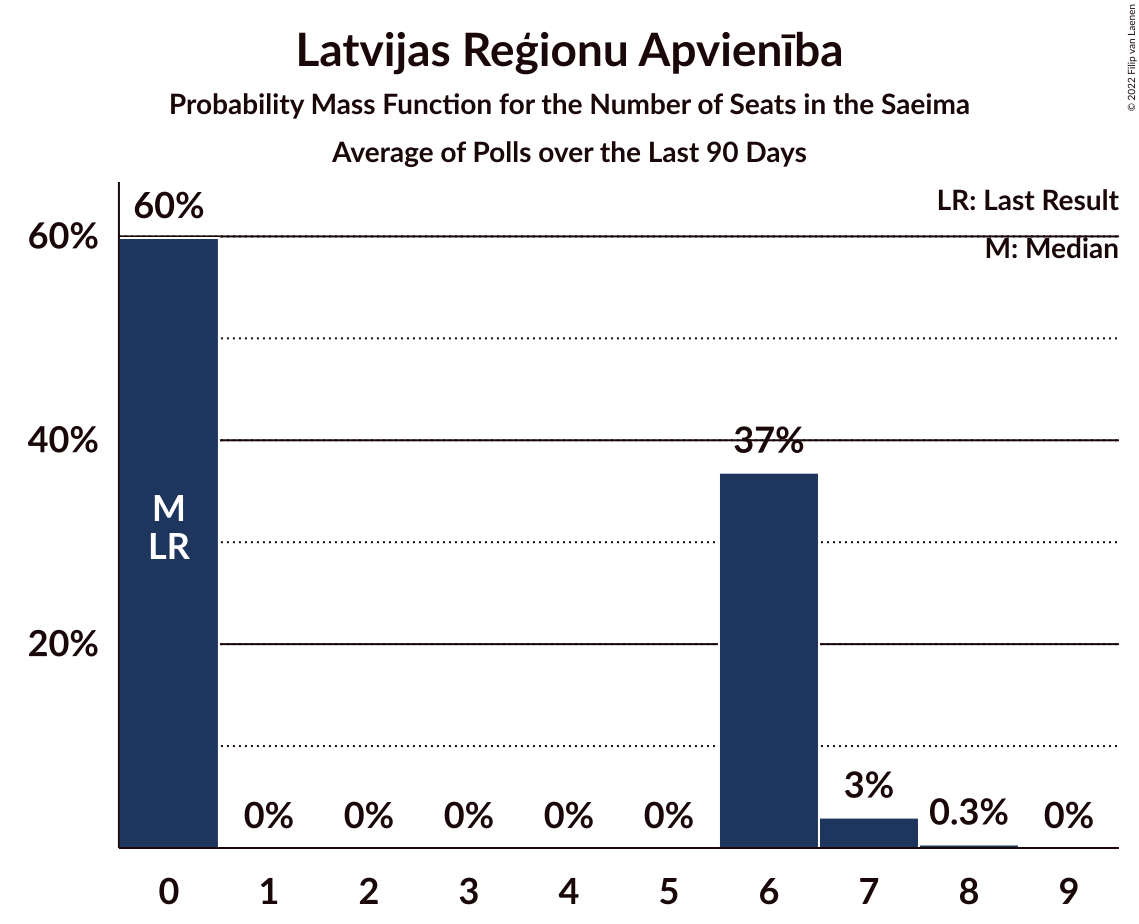 Latvijas Reģionu Apvienība
Probability Mass Function for the Number of Seats in the Saeima
Average of Polls over the Last 90 Days
© 2022 Filip van Laenen
LR: Last Result
M: Median
60%
40%
20%
60%
0%
0%
0%
0%
0%
37%
3%
0.3%
0%
M
LR
0 1 2 3 4 5 6 7 8 9